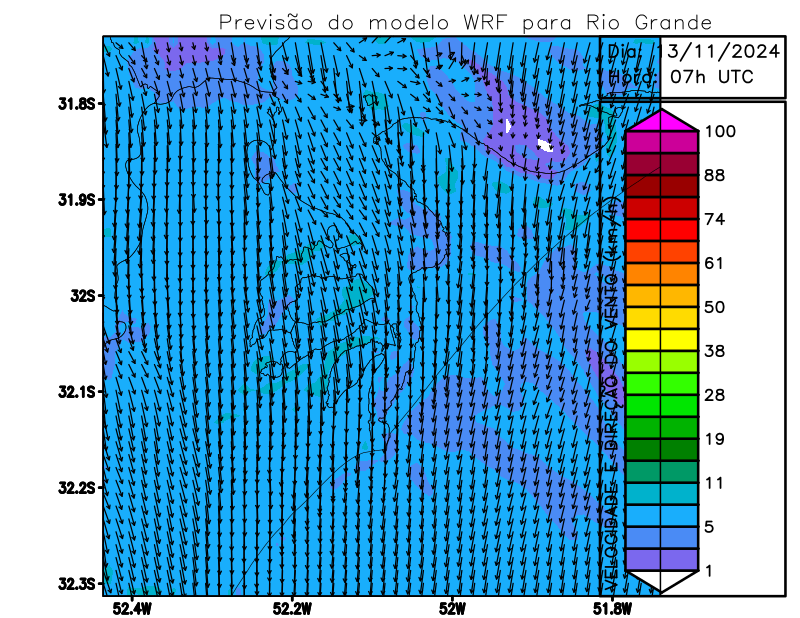 Previsão do modelo WRF para Rio Grande
Dia: 13/11/2024
Hora: 07h UTC
31.8S
31.9S
32S
32.1S
32.2S
32.3S
52.4W
52.2W
52W
51.8W
VELOCIDADE E DIREÇÃO DO VENTO (km/h)
100
88
74
61
50
38
28
19
11
5
1